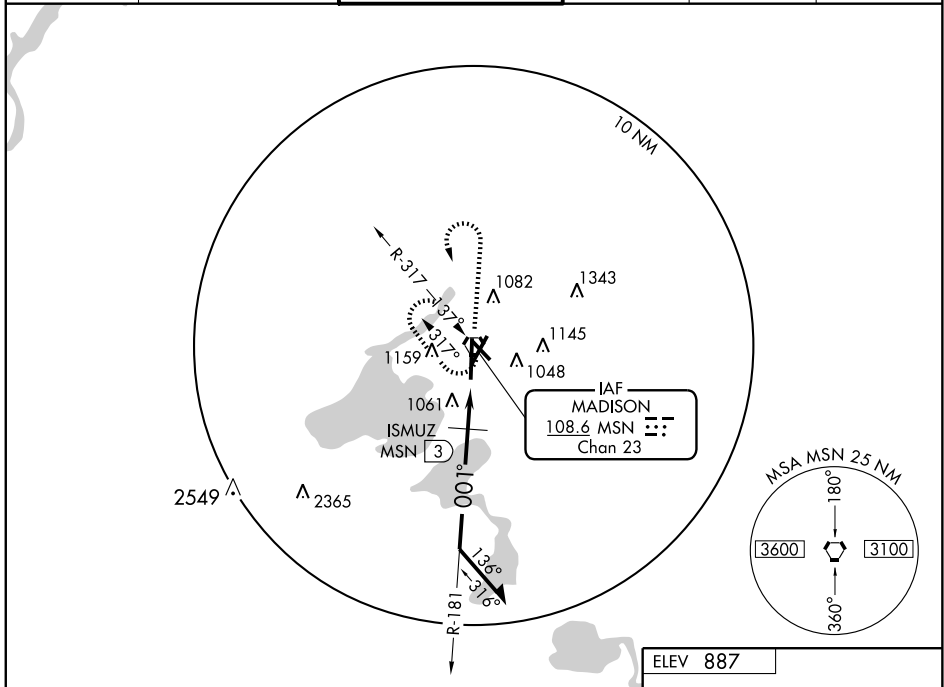 10 NM
R-317
137°
317°
1082
1343
1159
1145
1048
1061
ISMUZ
MSN 3
IAF
MADISON
108.6 MSN
Chan 23
001°
2549
2365
136°
316°
R-181
MSA MSN 25 NM
180°
3600
3100
360°
ELEV 887